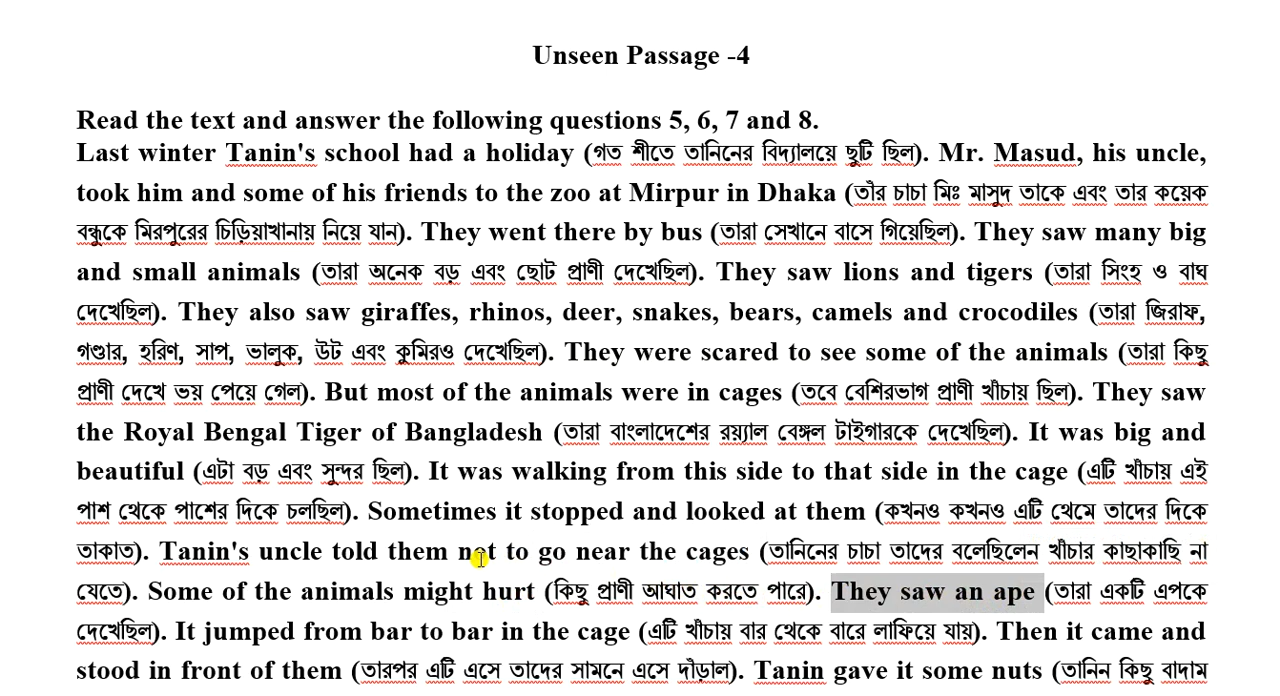 Unseen Passage -4
Read the text and answer the following questions 5, 6, 7 and 8.
Last winter Tanin's school had a holiday (গত শীতে তানিনের বিদ্যালয়ে ছুটি ছিল). Mr. Masud, his uncle,
took him and some of his friends to the zoo at Mirpur in Dhaka (তাঁর চাচা মিঃ মাসুদ তাকে এবং তার কয়েক
বন্ধুকে মিরপুরের চিড়িয়াখানায় নিয়ে যান). They went there by bus (তারা সেখানে বাসে গিয়েছিল). They saw many big
and small animals (তারা অনেক বড় এবং ছোট প্রাণী দেখেছিল). They saw lions and tigers (তারা সিংহ ও বাঘ
দেখেছিল). They also saw giraffes, rhinos, deer, snakes, bears, camels and crocodiles (তারা জিরাফ,
গণ্ডার, হরিণ, সাপ, ভালুক, উট এবং কুমিরও দেখেছিল). They were scared to see some of the animals (তারা কিছু
প্রাণী দেখে ভয় পেয়ে গেল). But most of the animals were in cages (তবে বেশিরভাগ প্রাণী খাঁচায় ছিল). They saw
the Royal Bengal Tiger of Bangladesh (তারা বাংলাদেশের রয়্যাল বেঙ্গল টাইগারকে দেখেছিল). It was big and
beautiful (এটা বড় এবং সুন্দর ছিল). It was walking from this side to that side in the cage (এটি খাঁচায় এই
পাশ থেকে পাশের দিকে চলছিল). Sometimes it stopped and looked at them (কখনও কখনও এটি থেমে তাদের দিকে
তাকাত). Tanin's uncle told them not to go near the cages (তানিনের চাচা তাদের বলেছিলেন খাঁচার কাছাকাছি না
যেতে). Some of the animals might hurt (কিছু প্রাণী আঘাত করতে পারে). They saw an ape (তারা একটি এপকে
দেখেছিল). It jumped from bar to bar in the cage (এটি খাঁচায় বার থেকে বারে লাফিয়ে যায়). Then it came and
stood in front of them (তারপর এটি এসে তাদের সামনে এসে দাঁড়াল). Tanin gave it some nuts (তানিন কিছু বাদাম